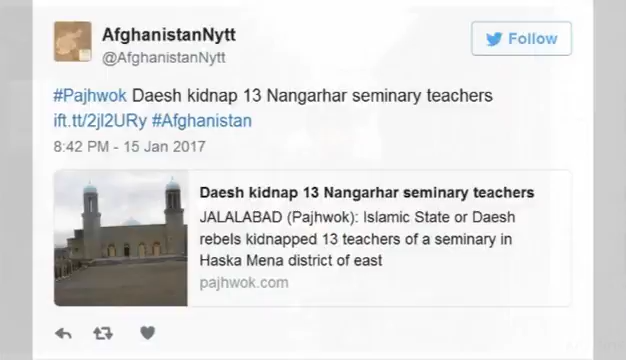 AfghanistanNytt
@AfghanistanNytt
Follow
#Pajhwok Daesh kidnap 13 Nangarhar seminary teachers
ift.tt/2jl2URy #Afghanistan
8:42 PM - 15 Jan 2017
Daesh kidnap 13 Nangarhar seminary teachers
JALALABAD (Pajhwok): Islamic State or Daesh
rebels kidnapped 13 teachers of a seminary in
Haska Mena district of east
pajhwok.com